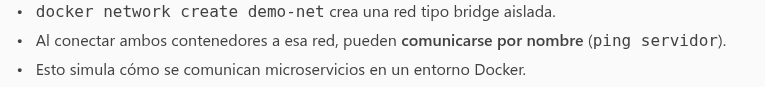 • docker network create demo-net crea una red tipo bridge aislada.
• Al conectar ambos contenedores a esa red, pueden comunicarse por nombre (ping servidor).
• Esto simula cómo se comunican microservicios en un entorno Docker.